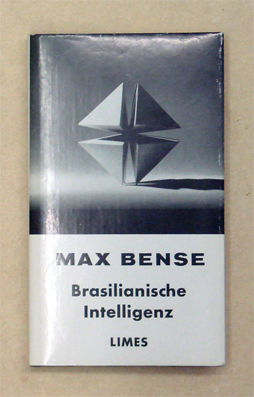 MAX BENSE
Brasilianische
Intelligenz
LIMES